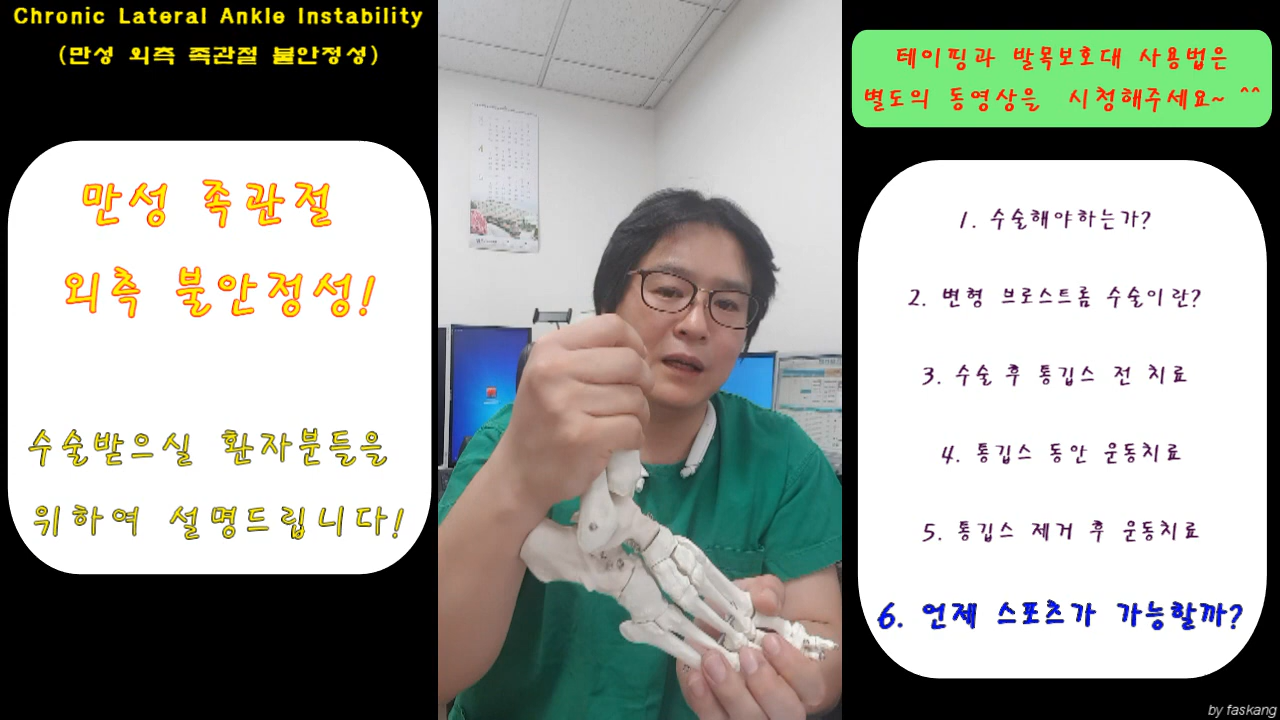 Chronic Lateral Ankle Instability
(만성 외측 족관절 불안정성)
만성 족관절
외측 불안정성!
수술받으실 환자분들을
위하여 설명드립니다!
테이핑과 발목보호대 사용법은
별도의 동영상을 시청해주세요~ ^^
1. 수술해야하는가?
2. 변형 브로스트롬 수술이란?
3. 수술 후 통깁스 전 치료
4. 통깁스 동안 운동치료
5. 통깁스 제거 후 운동치료
6. 언제 스포츠가 가능할까?
by faskang